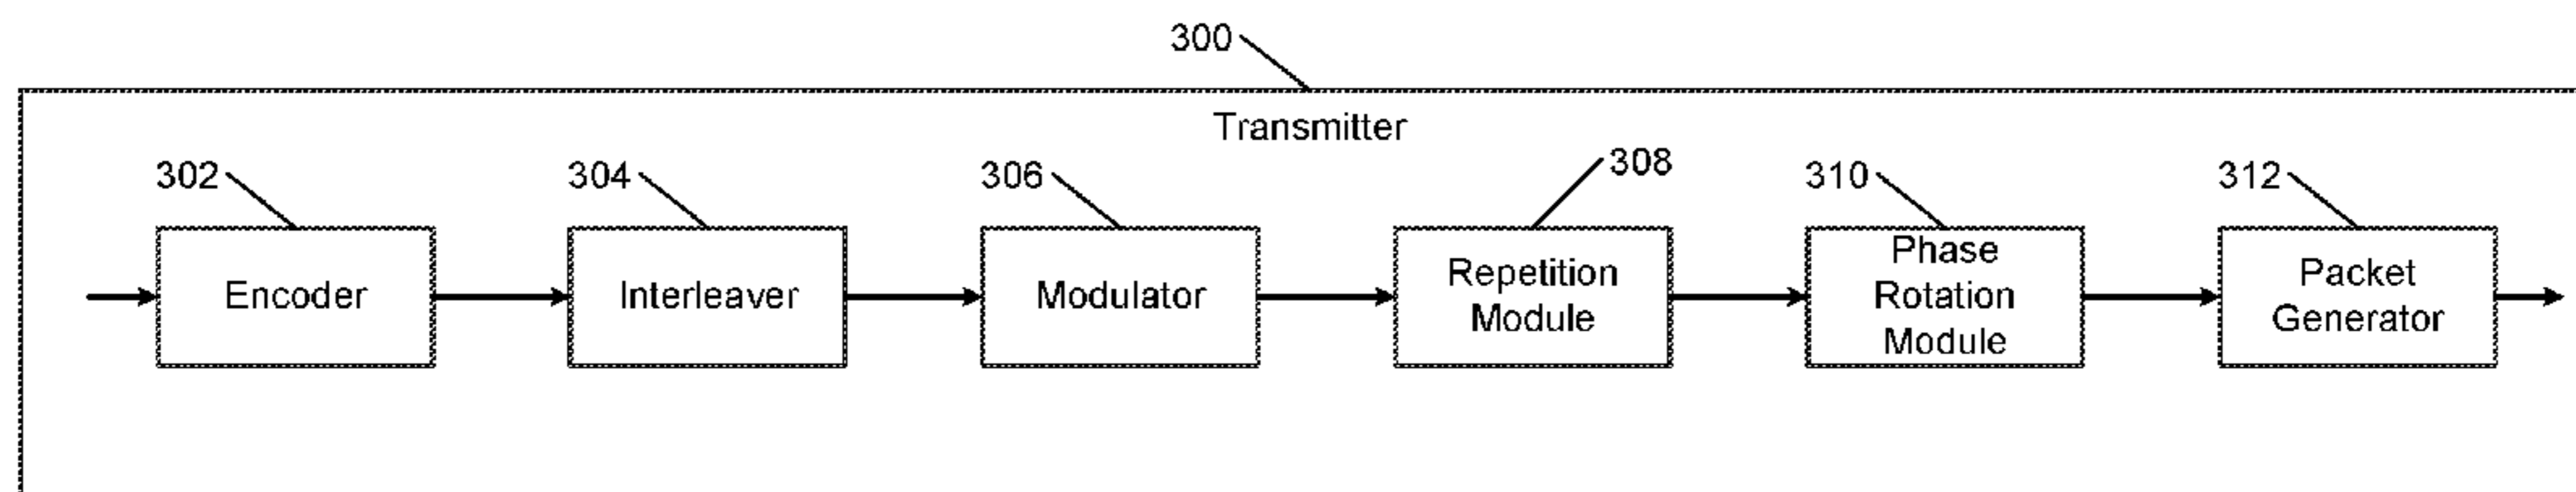 300
Transmitter
302
304
306
308
310
312
Encoder
Interleaver
Modulator
Repetition
Module
Phase
Rotation
Module
Packet
Generator